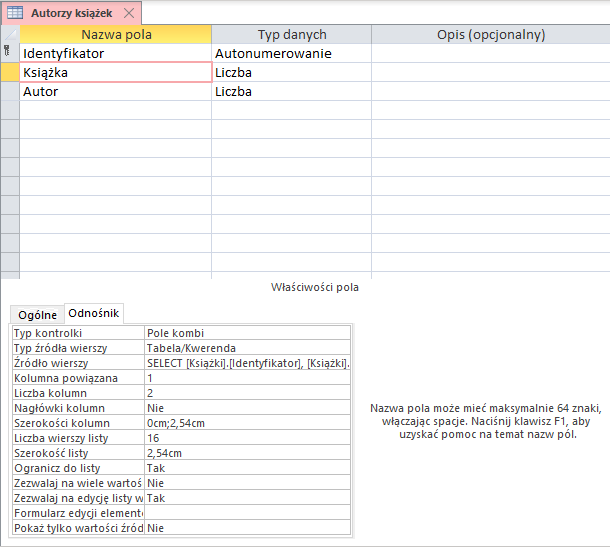 Autorzy książek
Nazwa pola Typ danych Opis (opcjonalny)
Identyfikator Autonumerowanie
Książka Liczba
Autor Liczba
Właściwości pola
Ogólne Odnośnik
Typ kontrolki Pole kombi
Typ źródła wierszy Tabela/Kwerenda
Źródło wierszy SELECT [Książki].[Identyfikator], [Książki].
Kolumna powiązana 1
Liczba kolumn 2
Nagłówki kolumn Nie
Szerokości kolumn 0cm;2,54cm
Liczba wierszy listy 16
Szerokość listy 2,54cm
Ogranicz do listy Tak
Zezwalaj na wiele wartoś Nie
Zezwalaj na edycję listy w Tak
Formularz edycji element
Pokaż tylko wartości źród Nie
Nazwa pola może mieć maksymalnie 64 znaki,
włączając spacje. Naciśnij klawisz F1, aby
uzyskać pomoc na temat nazw pól.